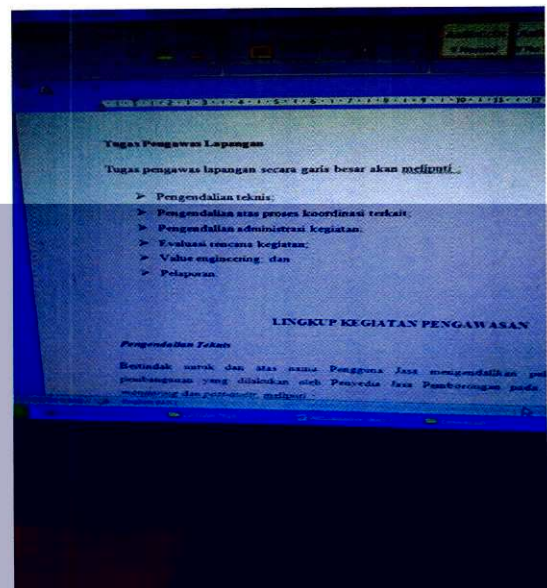 Tugas Pengawas Lapangan
Tugas pengawas lapangan secara garis besar akan meliputi :
➢ Pengendalian teknis;
➢ Pengendalian atas proses koordinasi terkait;
➢ Pengendalian administrasi kegiatan;
➢ Evaluasi rencana kegiatan;
➢ Value engineering; dan
➢ Pelaporan.
LINGKUP KEGIATAN PENGAWASAN
Pengendalian Teknis
Bertindak untuk dan atas nama Pengguna Jasa mengendalikan
pembangunan yang dilakukan oleh Penyedia Jasa Pemborongan pada
meliputi :